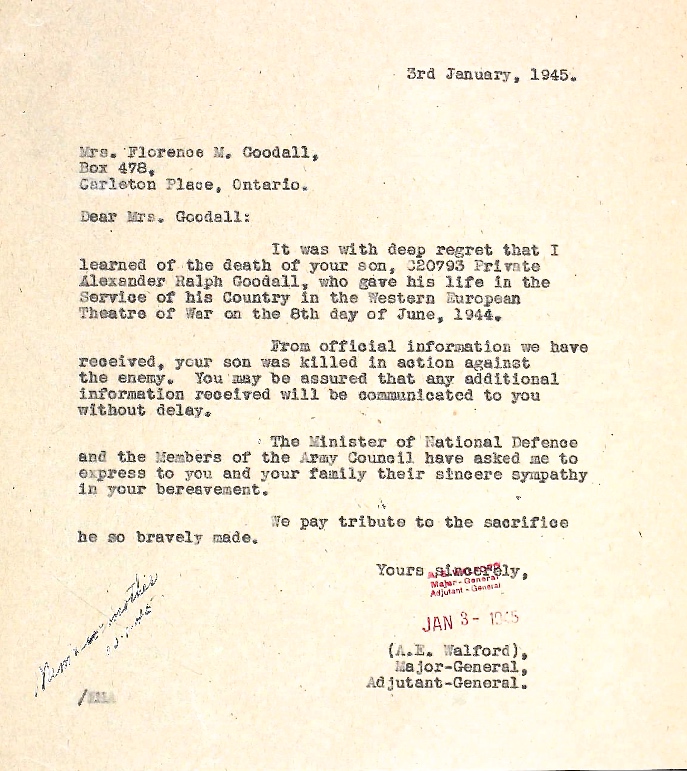 3rd January, 1945.
Mrs. Florence M. Goodall,
Box 478,
Carleton Place, Ontario.
Dear Mrs. Goodall:
It was with deep regret that I
learned of the death of your son, C20793 Private
Alexander Ralph Goodall, who gave his life in the
Service of his Country in the Western European
Theatre of War on the 8th day of June, 1944.
From official information we have
received, your son was killed in action against
the enemy. You may be assured that any additional
information received will be communicated to you
without delay.
The Minister of National Defence
and the Members of the Army Council have asked me to
express to you and your family their sincere sympathy
in your bereavement.
We pay tribute to the sacrifice
he so bravely made.
Yours sincerely,
Major-General
Adjutant-General
JAN 3- 1945
(A.E. Walford),
Major-General,
Adjutant-General.